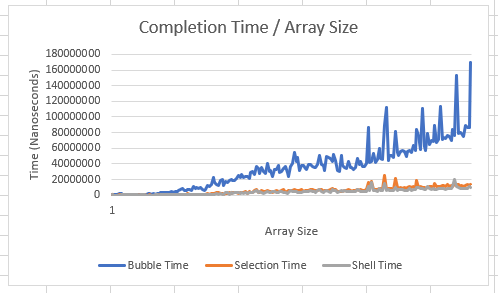 Completion Time / Array Size
Time (Nanoseconds)
180000000
160000000
140000000
120000000
100000000
80000000
60000000
40000000
20000000
0
1
Array Size
Bubble Time Selection Time Shell Time